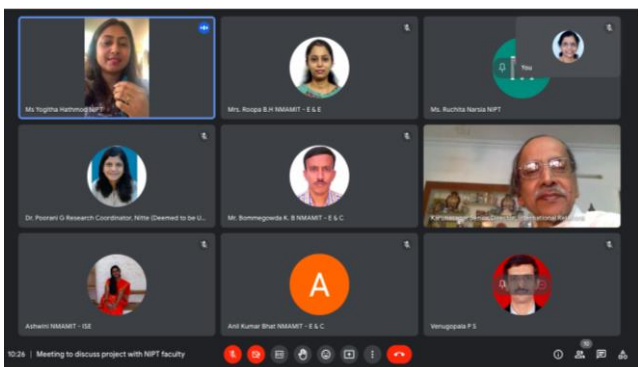 You
Ms Yogitha Hathmod NIPT
Mrs. Roopa B.H NMAMIT - E & E
Ms. Ruchita Narsia NIPT
Dr. Poorani G Research Coordinator, Nitte (Deemed to be U...
Mr. Bommegowda K. B NMAMIT - E & C
Senior Director, International Relations
Ashwini NMAMIT - ISE
A
Anil Kumar Bhat NMAMIT - E & C
Venugopala P S
10:26 | Meeting to discuss project with NIPT faculty
10